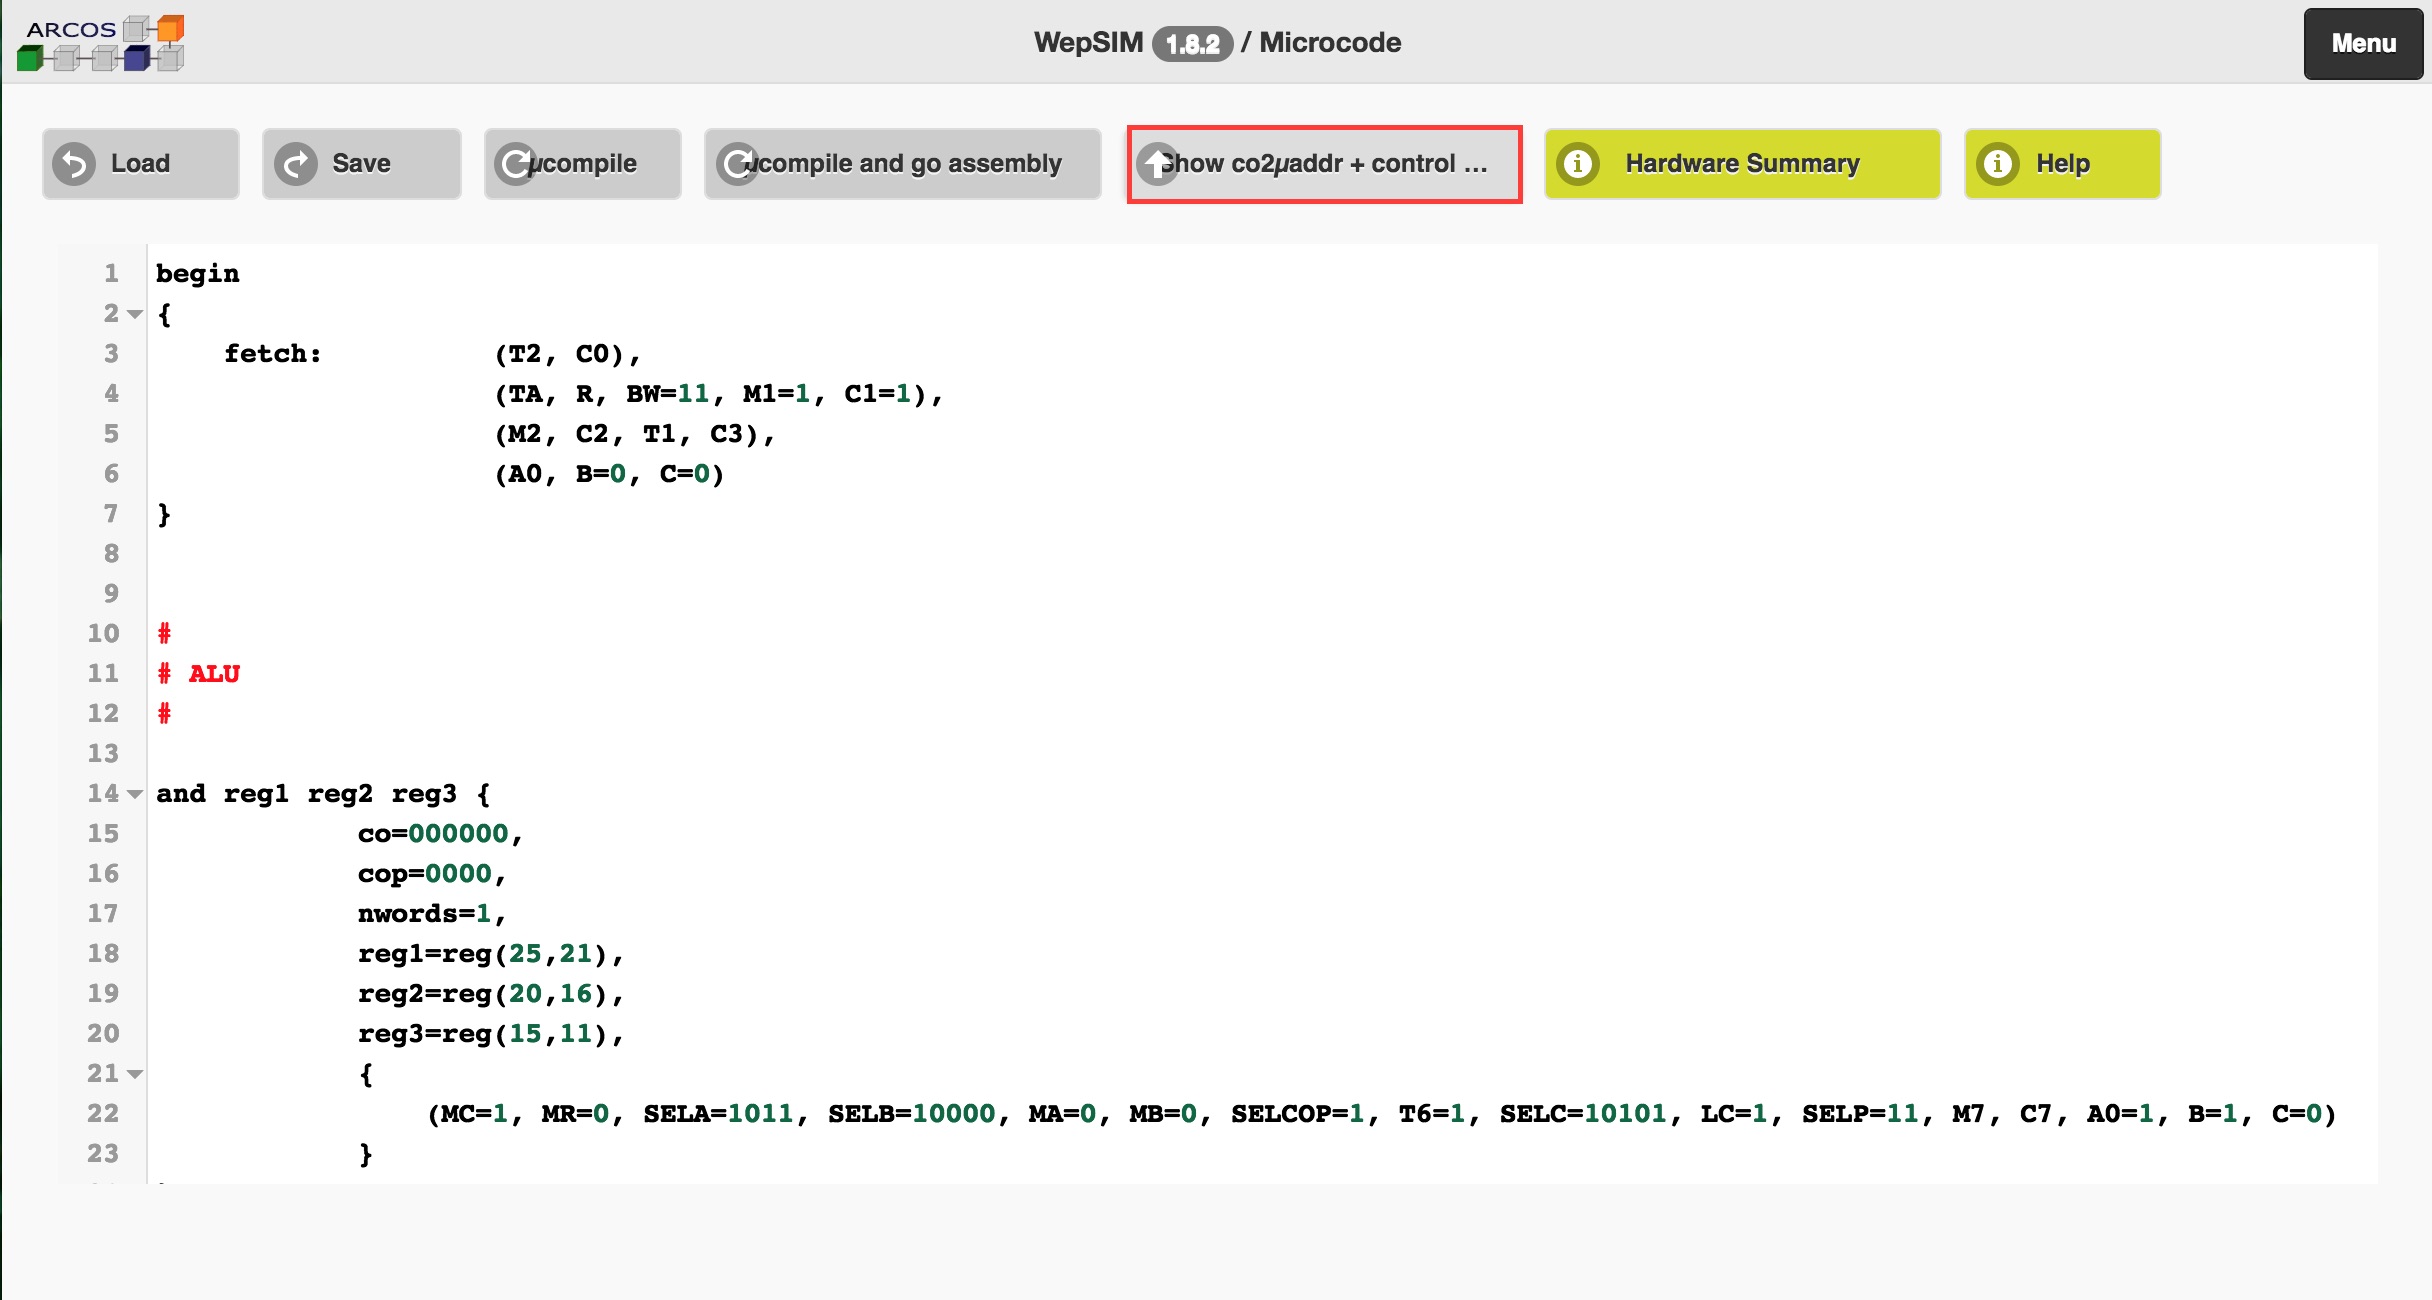 ARCOS
WepSIM 1.8.2 / Microcode
Menu
Load
Save
µcompile
µcompile and go assembly
Show co2µaddr + control ...
Hardware Summary
Help
1 begin
2 {
3 fetch: (T2, C0),
4 (TA, R, BW=11, M1=1, C1=1),
5 (M2, C2, T1, C3),
6 (A0, B=0, C=0)
7 }
8
9
10 #
11 # ALU
12 #
13
14 and reg1 reg2 reg3 {
15 co=000000,
16 cop=0000,
17 nwords=1,
18 reg1=reg(25,21),
19 reg2=reg(20,16),
20 reg3=reg(15,11),
21 {
22 (MC=1, MR=0, SELA=1011, SELB=10000, MA=0, MB=0, SELCOP=1, T6=1, SELC=10101, LC=1, SELP=11, M7, C7, A0=1, B=1, C=0)
23 }